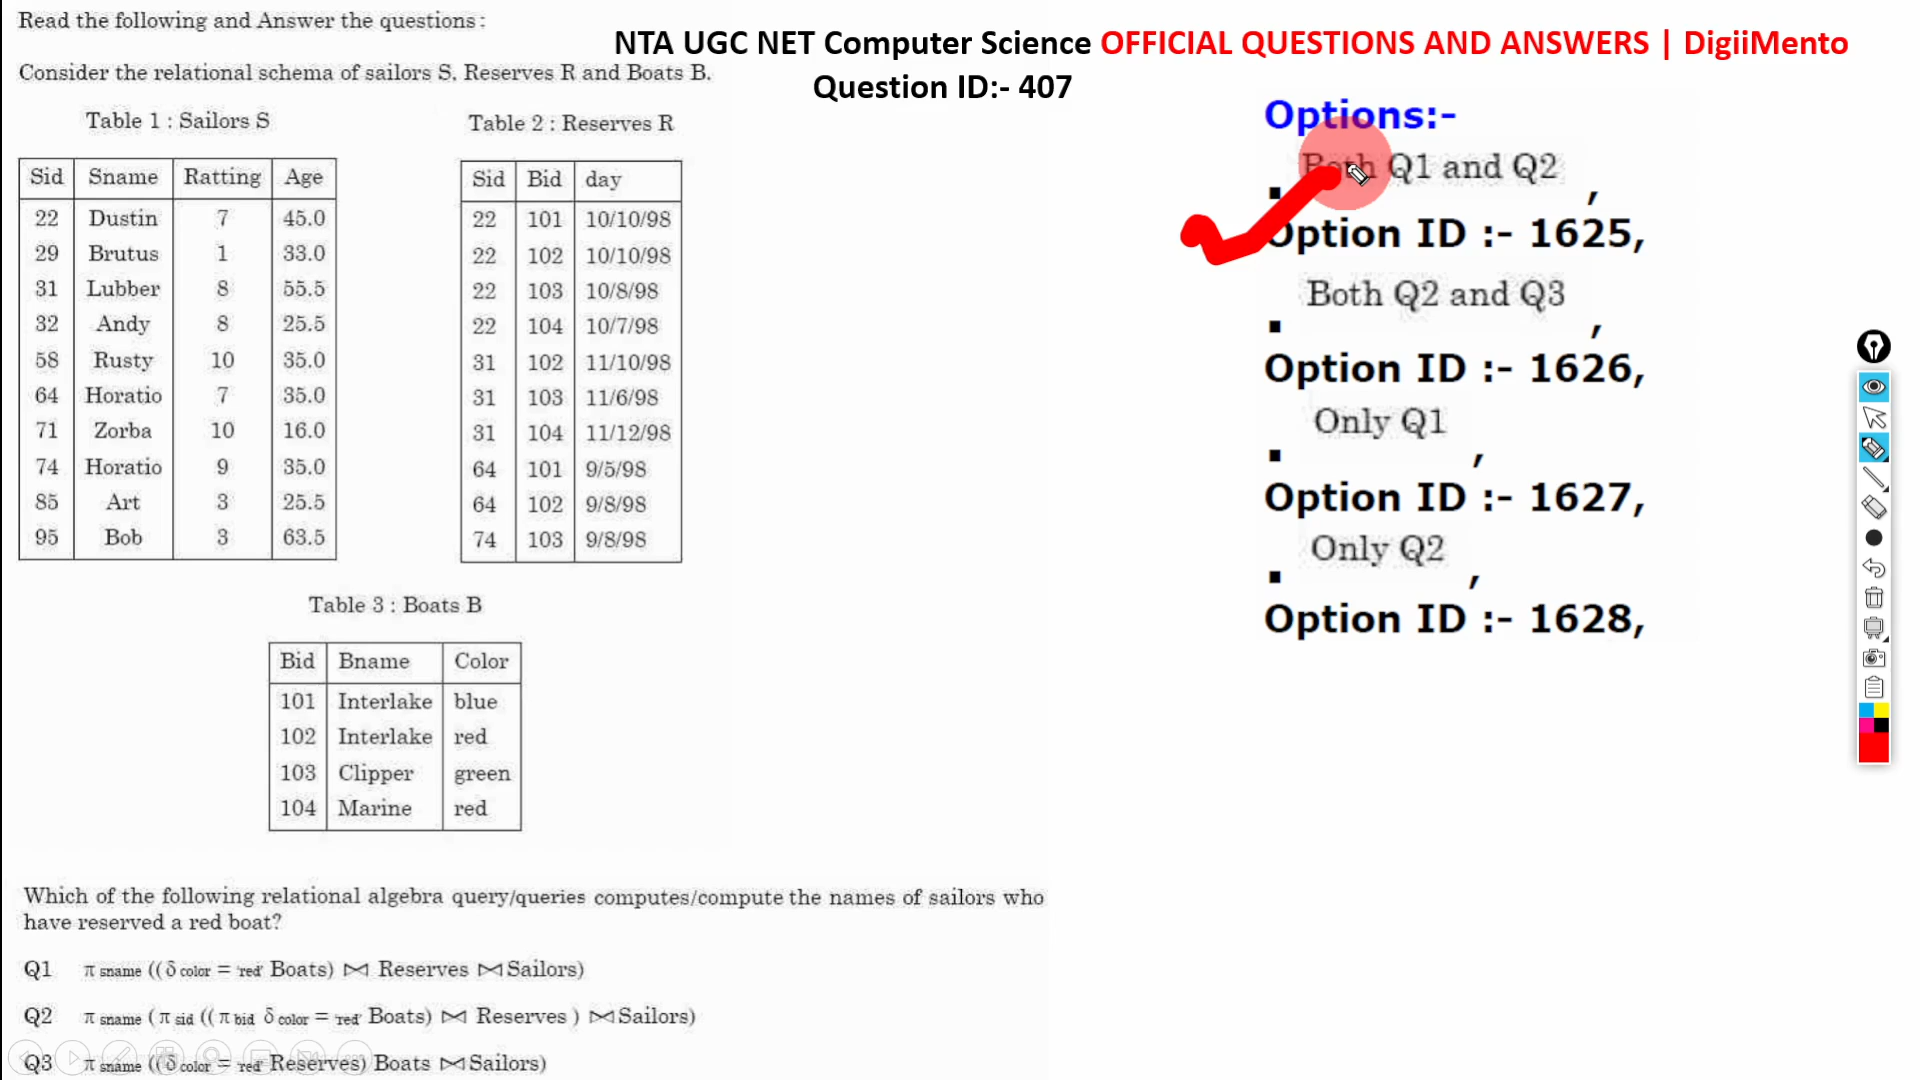 Read the following and Answer the questions :
NTA UGC NET Computer Science OFFICIAL QUESTIONS AND ANSWERS | DigiiMento
Question ID:- 407
Consider the relational schema of sailors S. Reserves R and Boats B.
Table 1 : Sailors S
Sid Sname Ratting Age
22 Dustin 7 45.0
29 Brutus 1 33.0
31 Lubber 8 55.5
32 Andy 8 25.5
58 Rusty 10 35.0
64 Horatio 7 35.0
71 Zorba 10 16.0
74 Horatio 9 35.0
85 Art 3 25.5
95 Bob 3 63.5
Table 2 : Reserves R
Sid Bid day
22 101 10/10/98
22 102 10/10/98
22 103 10/8/98
22 104 10/7/98
31 102 11/10/98
31 103 11/6/98
31 104 11/12/98
64 101 9/5/98
64 102 9/8/98
74 103 9/8/98
Table 3 : Boats B
Bid Bname Color
101 Interlake blue
102 Interlake red
103 Clipper green
104 Marine red
Options:-
Both Q1 and Q2
,
Option ID :- 1625,
Both Q2 and Q3
,
Option ID :- 1626,
Only Q1
,
Option ID :- 1627,
Only Q2
,
Option ID :- 1628,
Which of the following relational algebra query/queries computes/compute the names of sailors who
have reserved a red boat?
Q1 π sname ((δ color = 'red' Boats) ⋈ Reserves ⋈ Sailors)
Q2 π sname ( π sid (( π bid δ color = 'red' Boats) ⋈ Reserves ) ⋈ Sailors)
Q3 π sname ((δ color = 'red' Reserves) Boats ⋈ Sailors)